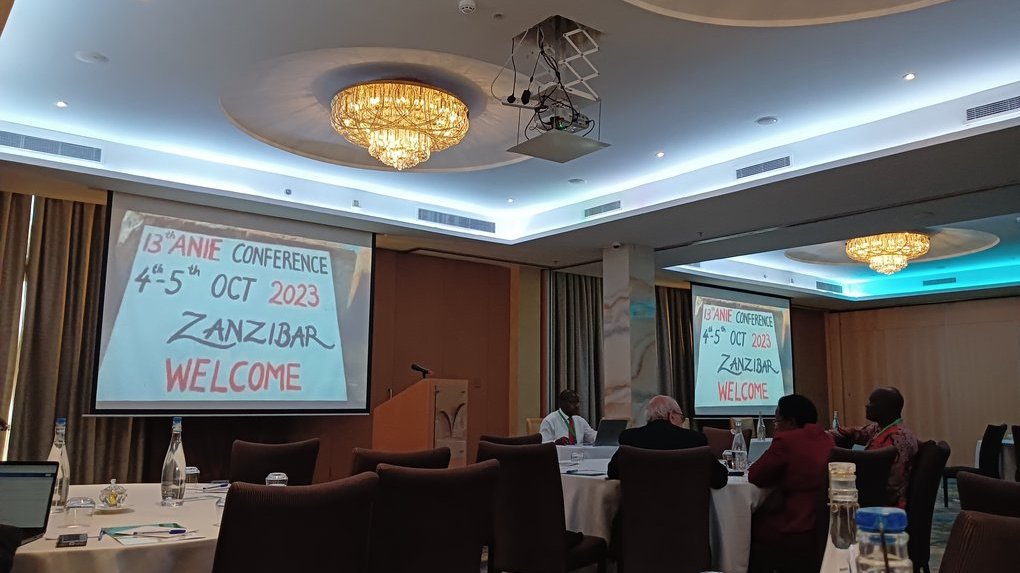 13th ANIE CONFERENCE
4th-5th OCT 2023
ZANZIBAR
WELCOME
13th ANIE CONFERENCE
4th-5th OCT 2023
ZANZIBAR
WELCOME